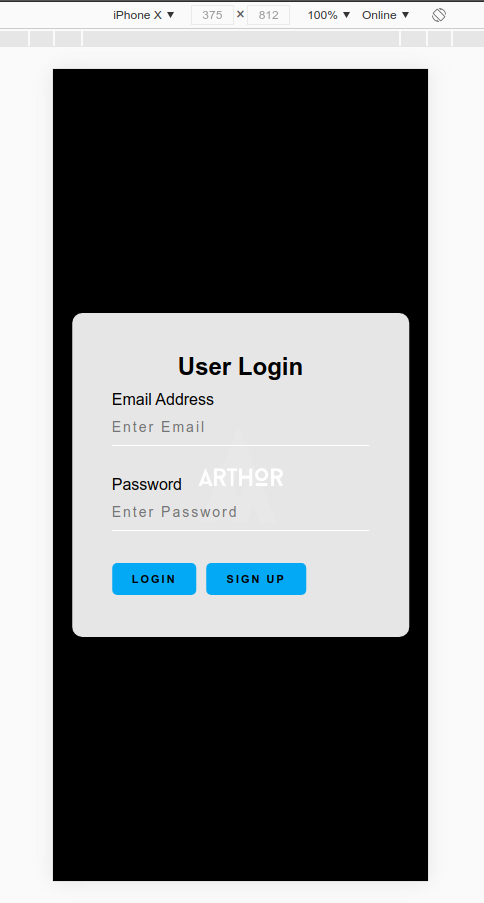 iPhone X ▼ 375 × 812 100% ▼ Online ▼
User Login
Email Address
Enter Email
ARTHOR
Password
Enter Password
LOGIN SIGN UP